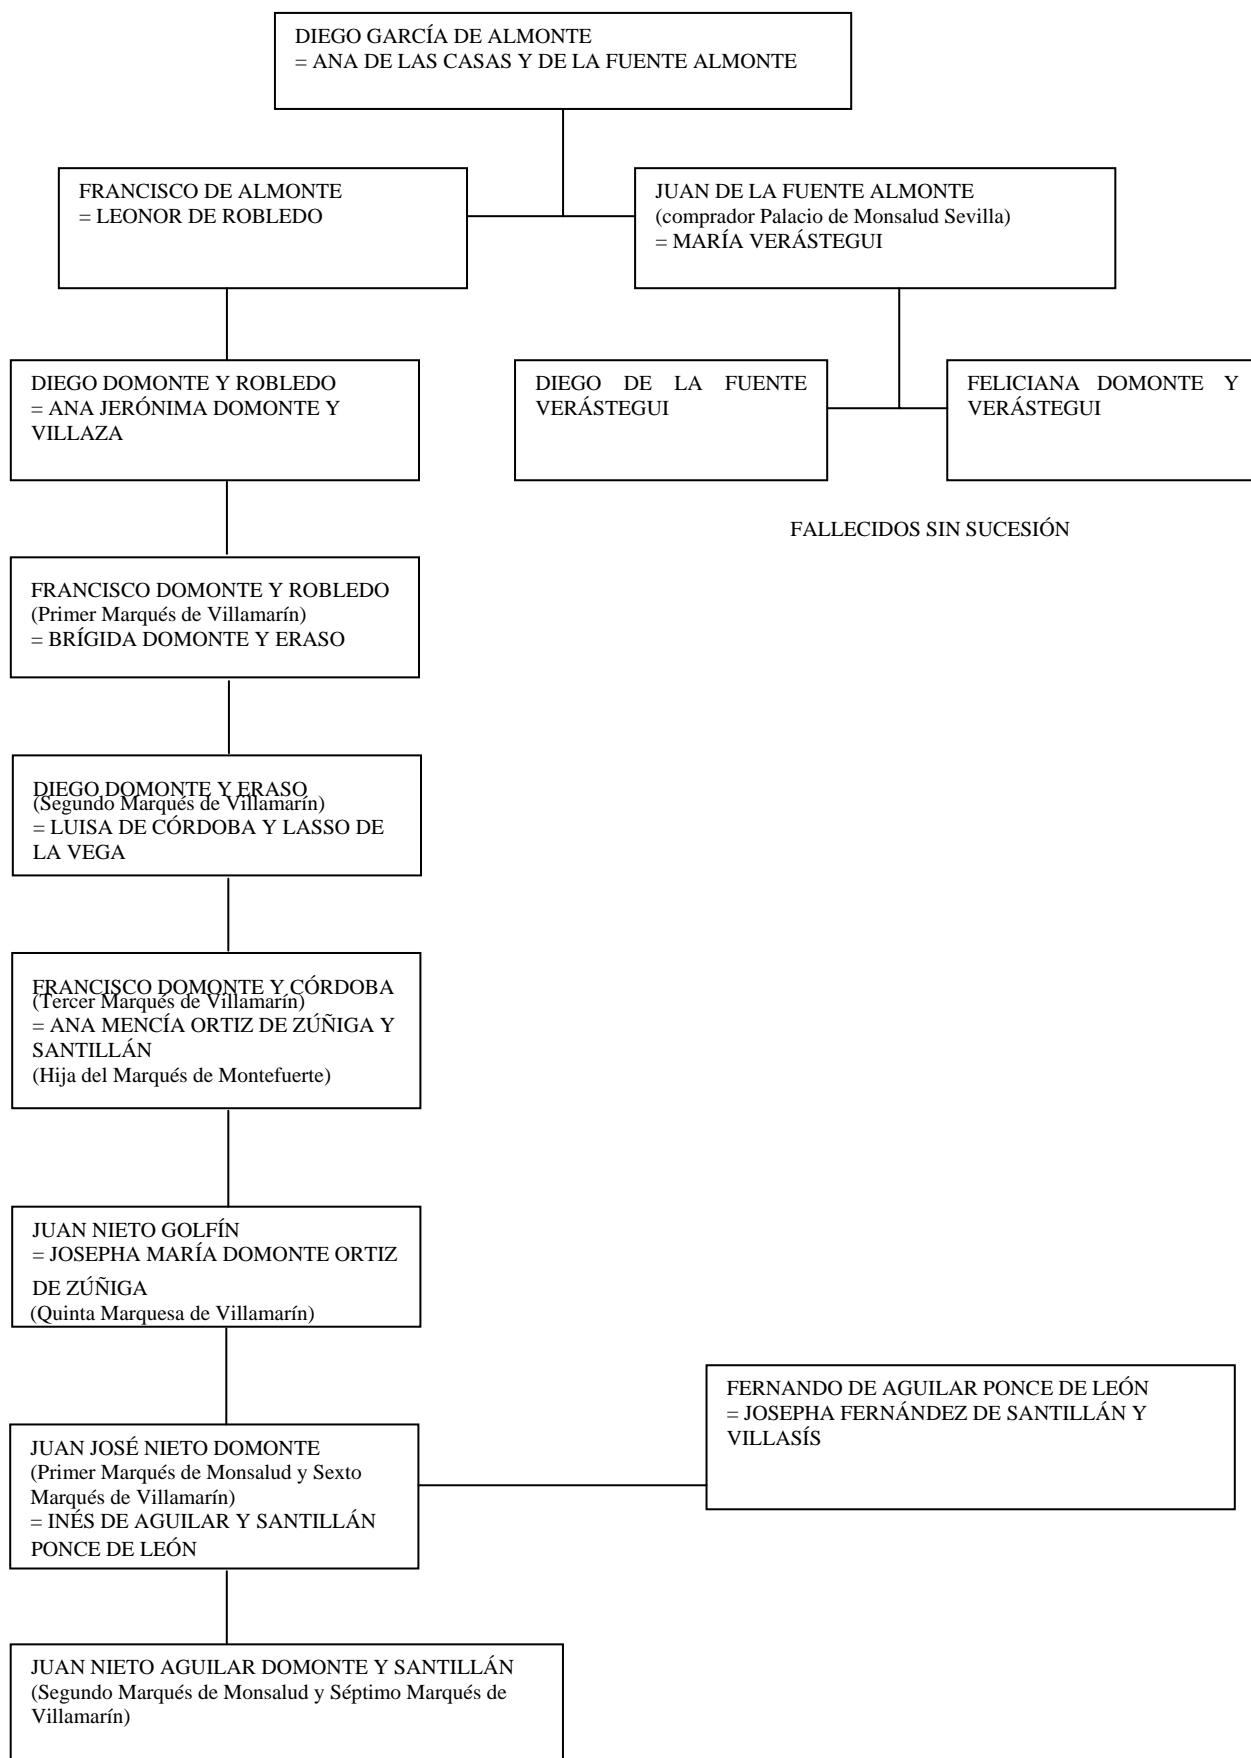 DIEGO GARCÍA DE ALMONTE
= ANA DE LAS CASAS Y DE LA FUENTE ALMONTE
FRANCISCO DE ALMONTE
= LEONOR DE ROBLEDO
JUAN DE LA FUENTE ALMONTE
(comprador Palacio de Monsalud Sevilla)
= MARÍA VERÁSTEGUI
DIEGO DOMONTE Y ROBLEDO
= ANA JERÓNIMA DOMONTE Y
VILLAZA
DIEGO DE LA FUENTE
VERÁSTEGUI
FELICIANA DOMONTE Y
VERÁSTEGUI
FALLECIDOS SIN SUCESIÓN
FRANCISCO DOMONTE Y ROBLEDO
(Primer Marqués de Villamarín)
= BRÍGIDA DOMONTE Y ERASO
DIEGO DOMONTE Y ERASO
(Segundo Marqués de Villamarín)
= LUISA DE CÓRDOBA Y LASSO DE
LA VEGA
FRANCISCO DOMONTE Y CÓRDOBA
(Tercer Marqués de Villamarín)
= ANA MENCÍA ORTIZ DE ZÚÑIGA Y
SANTILLÁN
(Hija del Marqués de Montefuerte)
JUAN NIETO GOLFÍN
= JOSEPHA MARÍA DOMONTE ORTIZ
DE ZÚÑIGA
(Quinta Marquesa de Villamarín)
FERNANDO DE AGUILAR PONCE DE LEÓN
= JOSEPHA FERNÁNDEZ DE SANTILLÁN Y
VILLASÍS
JUAN JOSÉ NIETO DOMONTE
(Primer Marqués de Monsalud y Sexto
Marqués de Villamarín)
= INÉS DE AGUILAR Y SANTILLÁN
PONCE DE LEÓN
JUAN NIETO AGUILAR DOMONTE Y SANTILLÁN
(Segundo Marqués de Monsalud y Séptimo Marqués de
Villamarín)